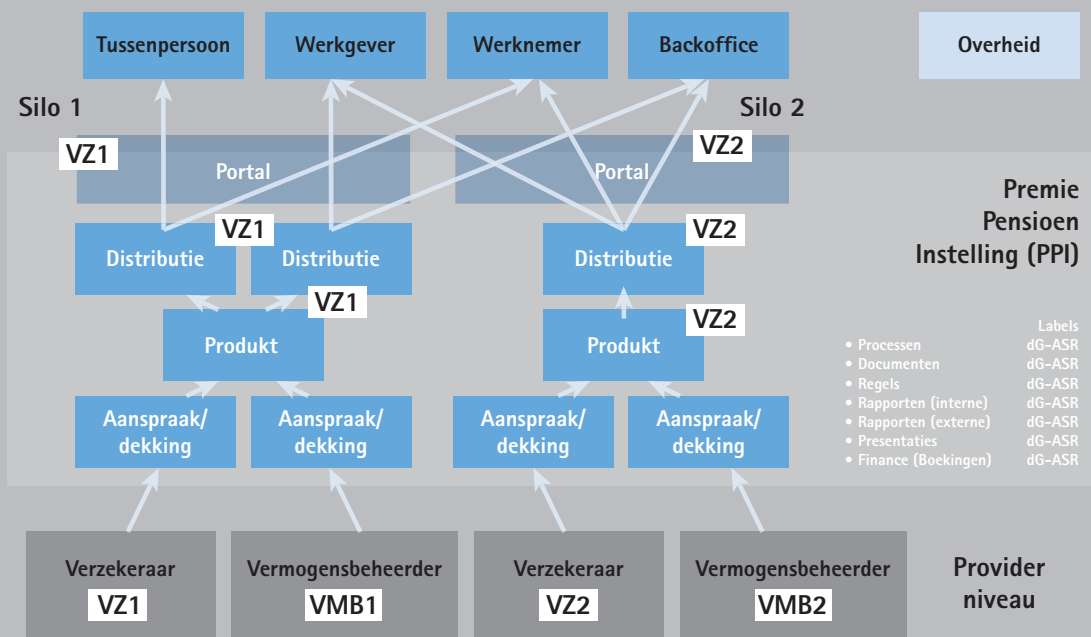 Tussenpersoon
Werkgever
Werknemer
Backoffice
Overheid
Silo 1
Silo 2
VZ1
Portal
VZ2
Portal
Premie
Pensioen
Instelling (PPI)
VZ1
VZ2
Distributie
Distributie
Distributie
VZ1
VZ2
Produkt
Produkt
Labels
• Processen dG-ASR
• Documenten dG-ASR
• Regels dG-ASR
• Rapporten (interne) dG-ASR
• Rapporten (externe) dG-ASR
• Presentaties dG-ASR
• Finance (Boekingen) dG-ASR
Aanspraak/
dekking
Aanspraak/
dekking
Aanspraak/
dekking
Aanspraak/
dekking
Verzekeraar
VZ1
Vermogensbeheerder
VMB1
Verzekeraar
VZ2
Vermogensbeheerder
VMB2
Provider
niveau